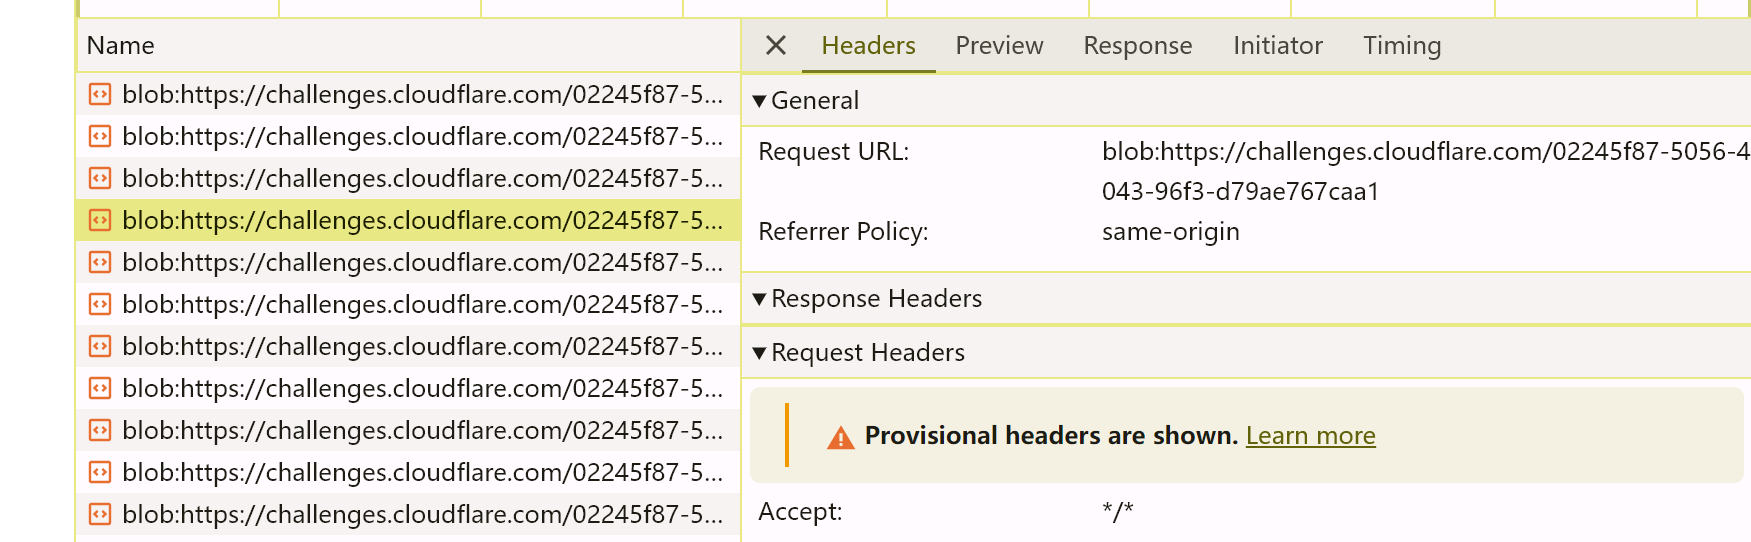 Name
blob:https://challenges.cloudflare.com/02245f87-5...
blob:https://challenges.cloudflare.com/02245f87-5...
blob:https://challenges.cloudflare.com/02245f87-5...
blob:https://challenges.cloudflare.com/02245f87-5...
blob:https://challenges.cloudflare.com/02245f87-5...
blob:https://challenges.cloudflare.com/02245f87-5...
blob:https://challenges.cloudflare.com/02245f87-5...
blob:https://challenges.cloudflare.com/02245f87-5...
blob:https://challenges.cloudflare.com/02245f87-5...
blob:https://challenges.cloudflare.com/02245f87-5...
blob:https://challenges.cloudflare.com/02245f87-5...
Headers Preview Response Initiator Timing
General
Request URL: blob:https://challenges.cloudflare.com/02245f87-5056-4
043-96f3-d79ae767caa1
Referrer Policy: same-origin
Response Headers
Request Headers
Provisional headers are shown. Learn more
Accept: */*